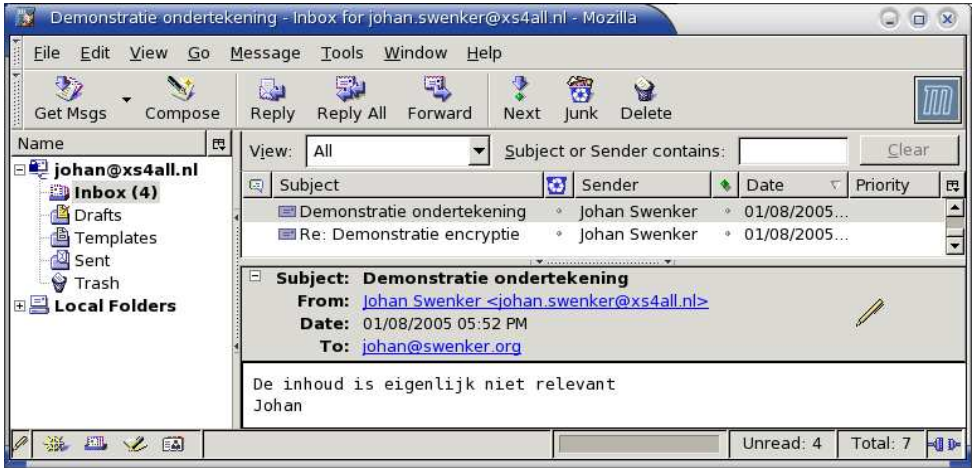 Demonstratie ondertekening - Inbox for johan.swenker@xs4all.nl - Mozilla
File Edit View Go Message Tools Window Help
Get Msgs Compose Reply Reply All Forward Next Junk Delete
Name
johan@xs4all.nl
Inbox (4)
Drafts
Templates
Sent
Trash
Local Folders
View: All Subject or Sender contains: Clear
Subject Sender Date Priority
Demonstratie ondertekening Johan Swenker 01/08/2005...
Re: Demonstratie encryptie Johan Swenker 01/08/2005...
Subject: Demonstratie ondertekening
From: Johan Swenker <johan.swenker@xs4all.nl>
Date: 01/08/2005 05:52 PM
To: johan@swenker.org
De inhoud is eigenlijk niet relevant
Johan
Unread: 4 Total: 7